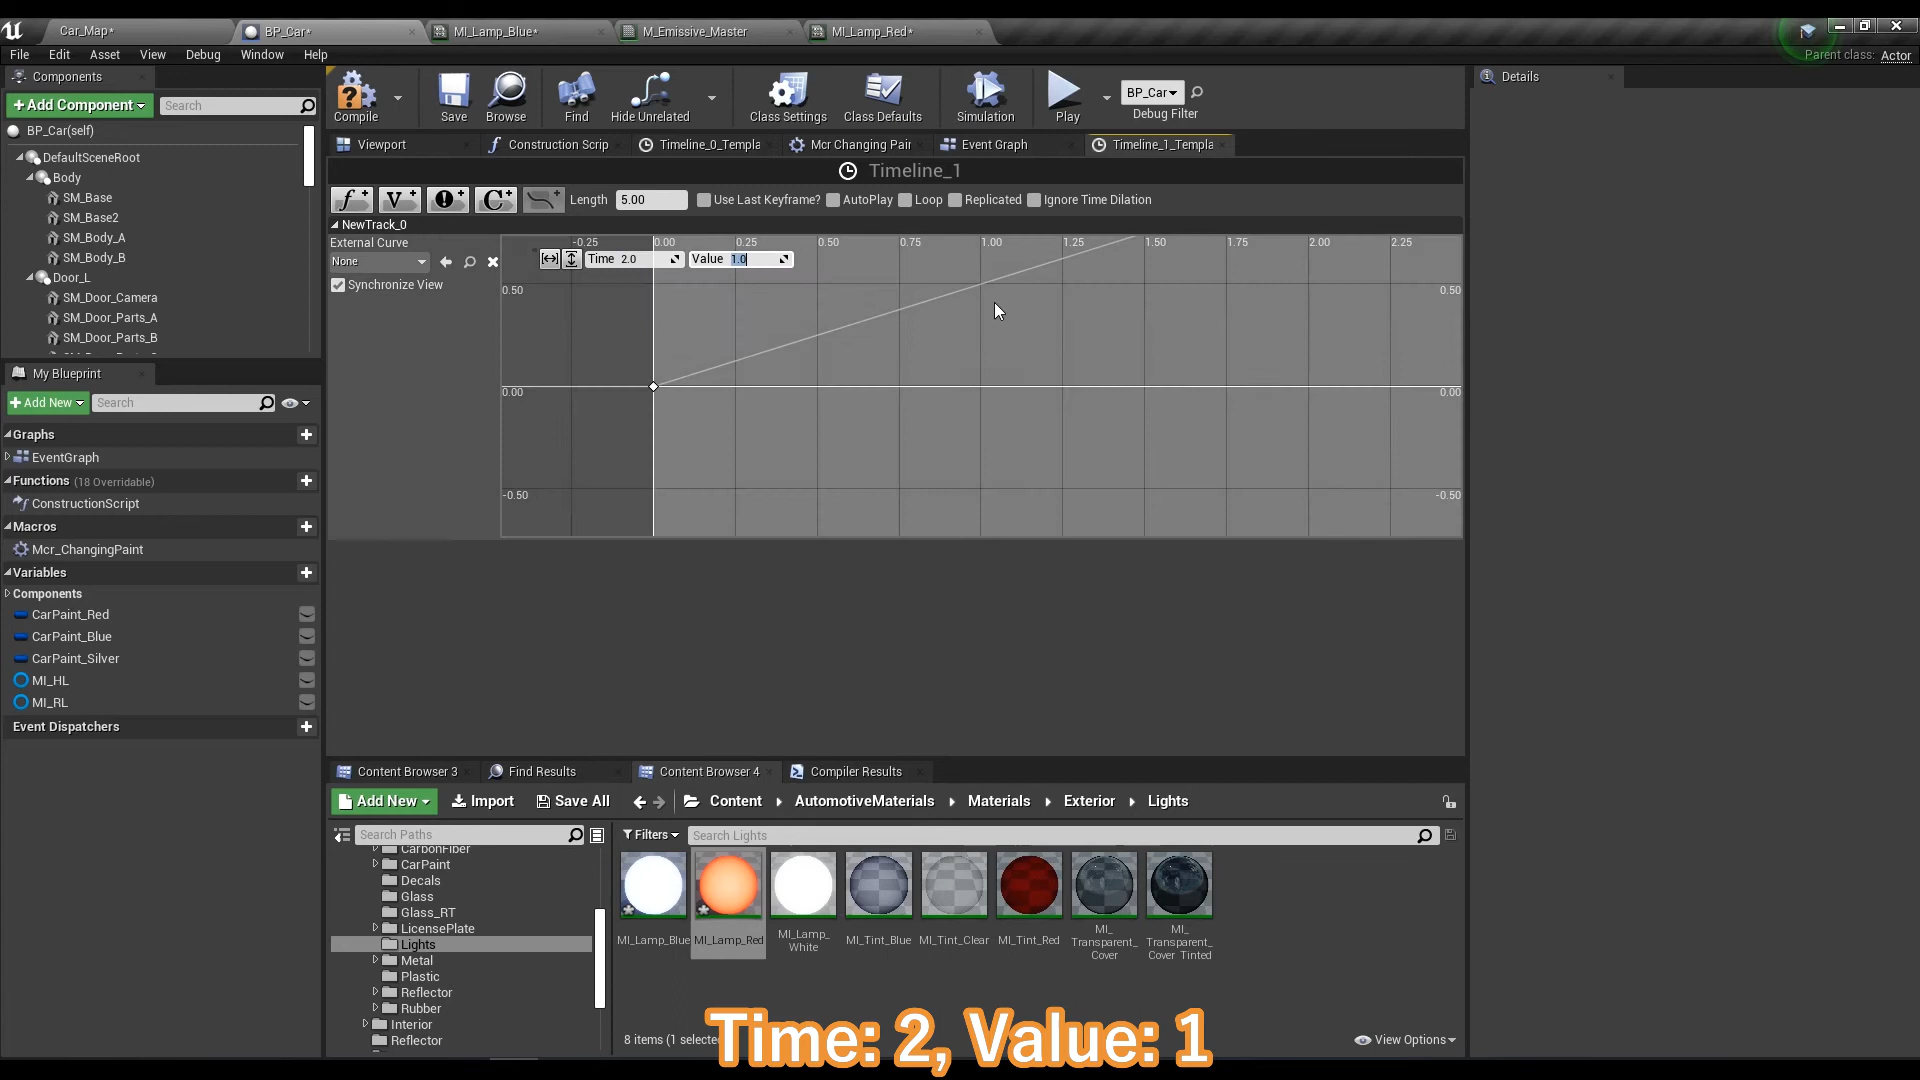 Car_Map*
BP_Car*
MI_Lamp_Blue*
M_Emissive_Master
MI_Lamp_Red*
File Edit Asset View Debug Window Help
Parent class: Actor
Components
Add Component
Search
BP_Car(self)
DefaultSceneRoot
Body
SM_Base
SM_Base2
SM_Body_A
SM_Body_B
Door_L
SM_Door_Camera
SM_Door_Parts_A
SM_Door_Parts_B
Compile
Save
Browse
Find
Hide Unrelated
Class Settings
Class Defaults
Simulation
Play
BP_Car
Debug Filter
Details
Viewport
Construction Scrip
Timeline_0_Templa
Mcr Changing Pair
Event Graph
Timeline_1_Templa
Timeline_1
Length 5.00 Use Last Keyframe? AutoPlay Loop Replicated Ignore Time Dilation
NewTrack_0
External Curve
None
Synchronize View
-0.25 0.00 0.25 0.50 0.75 1.00 1.25 1.50 1.75 2.00 2.25
Time 2.0 Value 1.0
0.50 0.50
0.00 0.00
-0.50 -0.50
My Blueprint
Add New
Search
Graphs
EventGraph
Functions (18 Overridable)
ConstructionScript
Macros
Mcr_ChangingPaint
Variables
Components
CarPaint_Red
CarPaint_Blue
CarPaint_Silver
MI_HL
MI_RL
Event Dispatchers
Content Browser 3
Find Results
Content Browser 4
Compiler Results
Add New Import Save All Content AutomotiveMaterials Materials Exterior Lights
Search Paths
Filters
Search Lights
CarbonFiber
CarPaint
Decals
Glass
Glass_RT
LicensePlate
Lights
Metal
Plastic
Reflector
Rubber
Interior
Reflector
MI_Lamp_Blue
MI_Lamp_Red
MI_Lamp_
White
MI_Tint_Blue
MI_Tint_Clear
MI_Tint_Red
MI_
Transparent_
Cover
MI_
Transparent_
Cover_Tinted
8 items (1 selecte
View Options
Time: 2, Value: 1